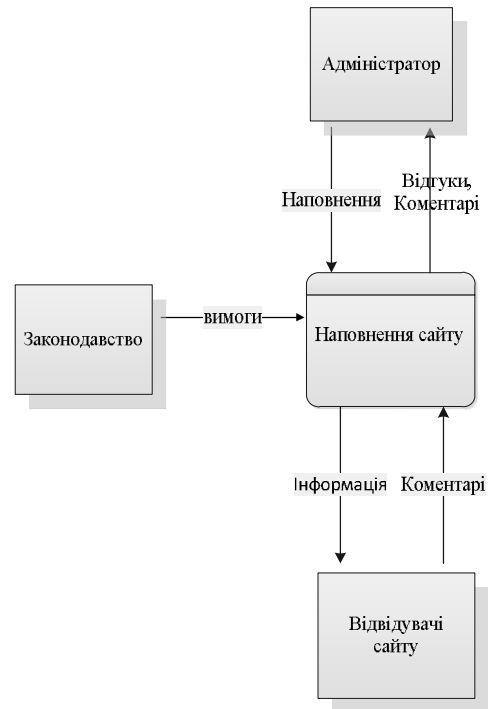 Адміністратор
Наповнення
Відгуки,
Коментарі
Законодавство
вимоги
Наповнення сайту
Інформація
Коментарі
Відвідувачі
сайту